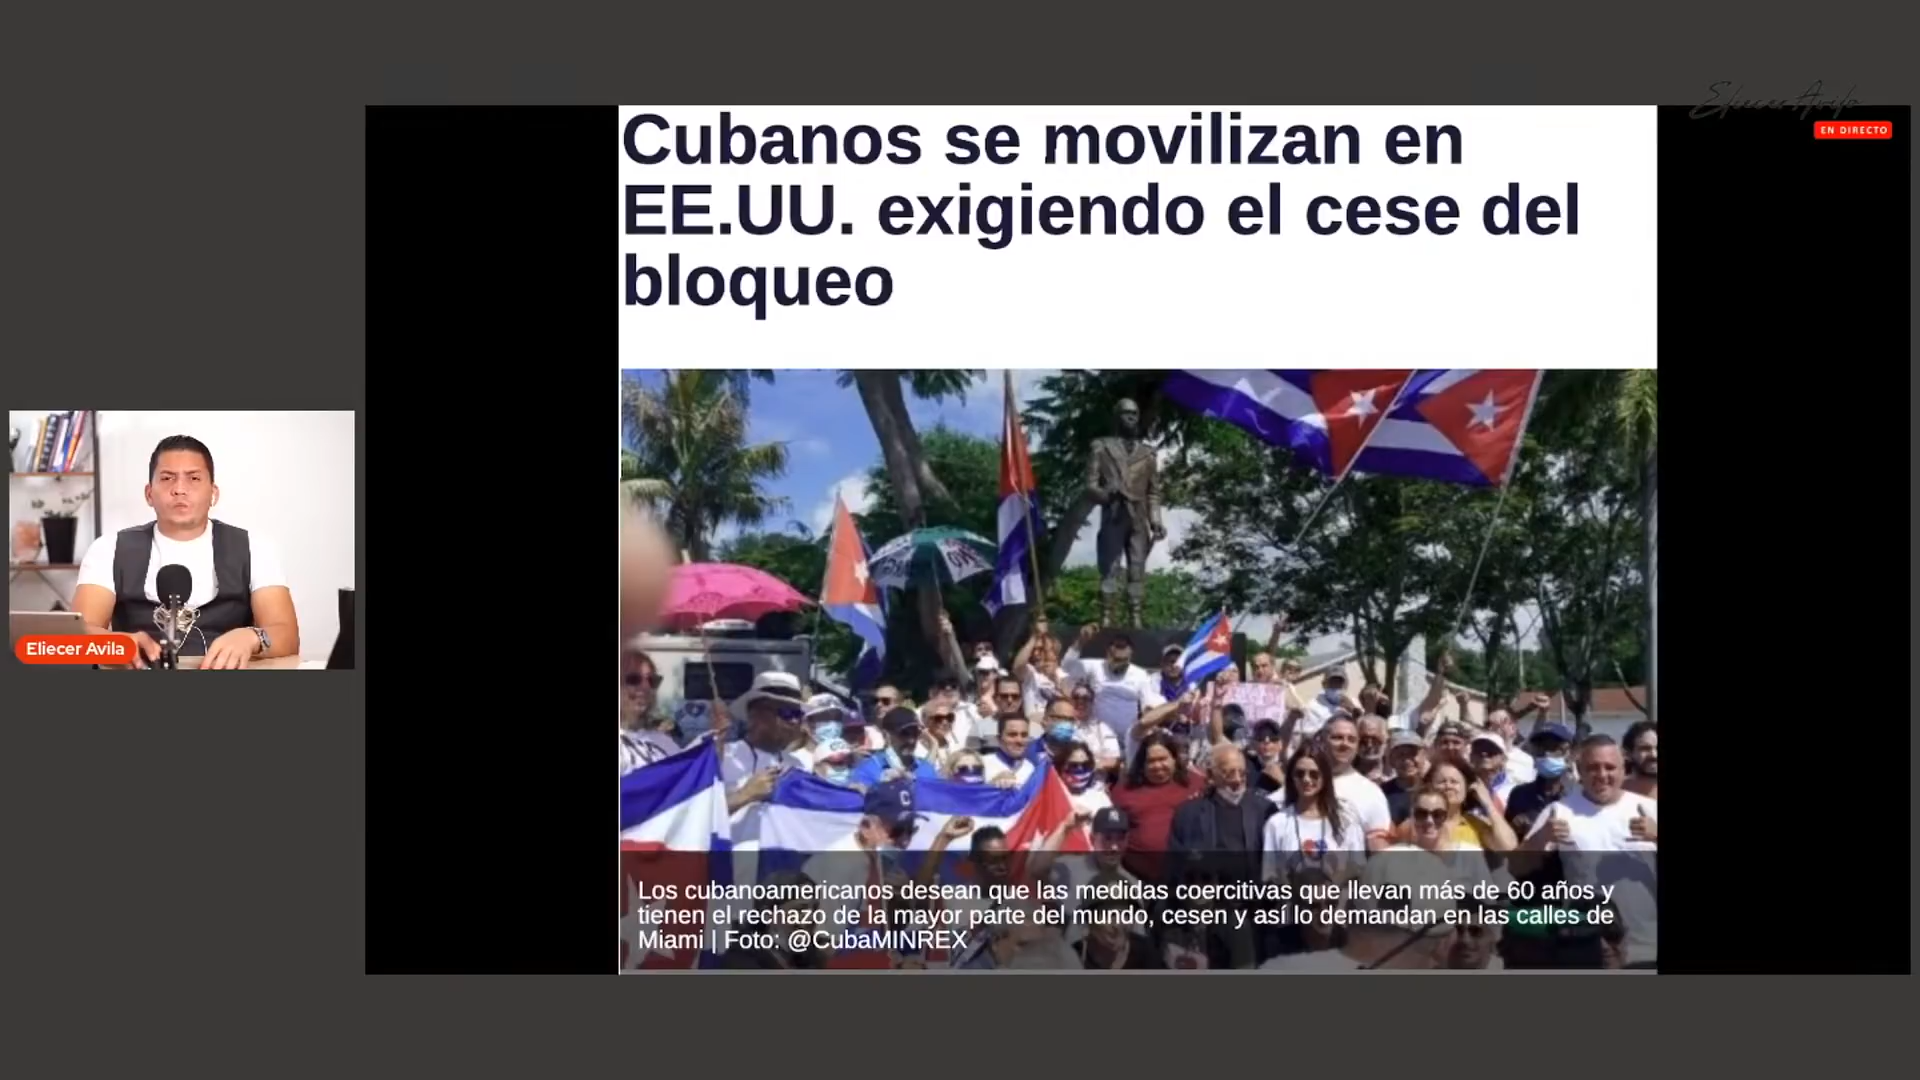 Eliecer Avila
EN DIRECTO
Cubanos se movilizan en
EE.UU. exigiendo el cese del
bloqueo
Eliecer Avila
Los cubanoamericanos desean que las medidas coercitivas que llevan más de 60 años y
tienen el rechazo de la mayor parte del mundo, cesen y así lo demandan en las calles de
Miami | Foto: @CubaMINREX